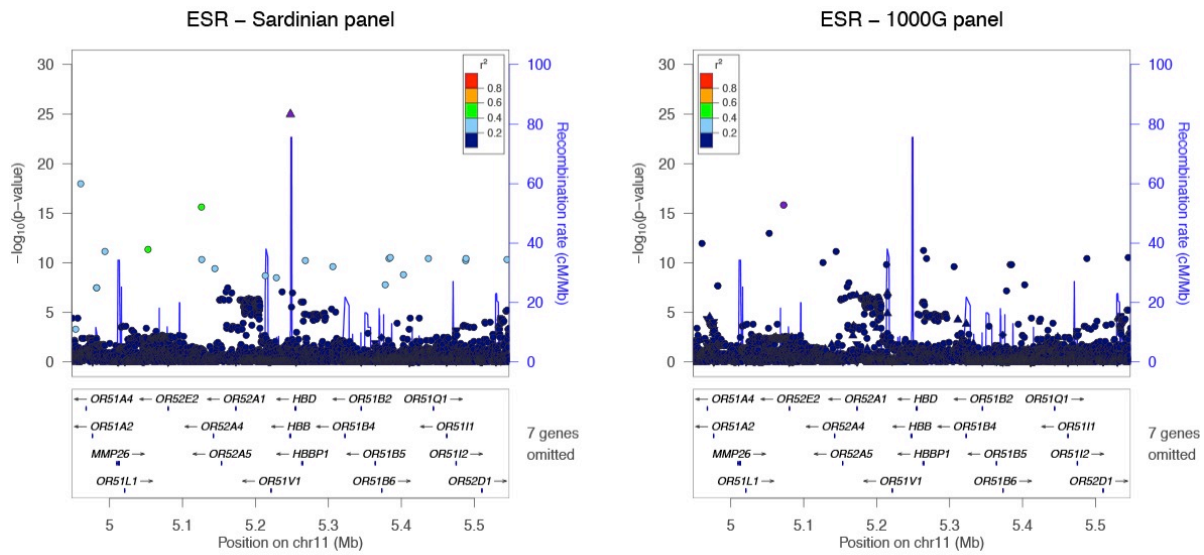 ESR – Sardinian panel
30
25
20
15
10
5
0
−log10(p−value)
r2
0.8
0.6
0.4
0.2
100
80
60
40
20
0
Recombination rate (cM/Mb)
OR51A4 OR52E2 OR52A1 HBD OR51B2 OR51Q1
OR51A2 OR52A4 HBB OR51B4 OR51I1
MMP26 OR52A5 HBBP1 OR51B5 OR51I2
OR51L1 OR51V1 OR51B6 OR52D1
7 genes
omitted
5 5.1 5.2 5.3 5.4 5.5
Position on chr11 (Mb)
ESR – 1000G panel
30
25
20
15
10
5
0
−log10(p−value)
r2
0.8
0.6
0.4
0.2
100
80
60
40
20
0
Recombination rate (cM/Mb)
OR51A4 OR52E2 OR52A1 HBD OR51B2 OR51Q1
OR51A2 OR52A4 HBB OR51B4 OR51I1
MMP26 OR52A5 HBBP1 OR51B5 OR51I2
OR51L1 OR51V1 OR51B6 OR52D1
7 genes
omitted
5 5.1 5.2 5.3 5.4 5.5
Position on chr11 (Mb)